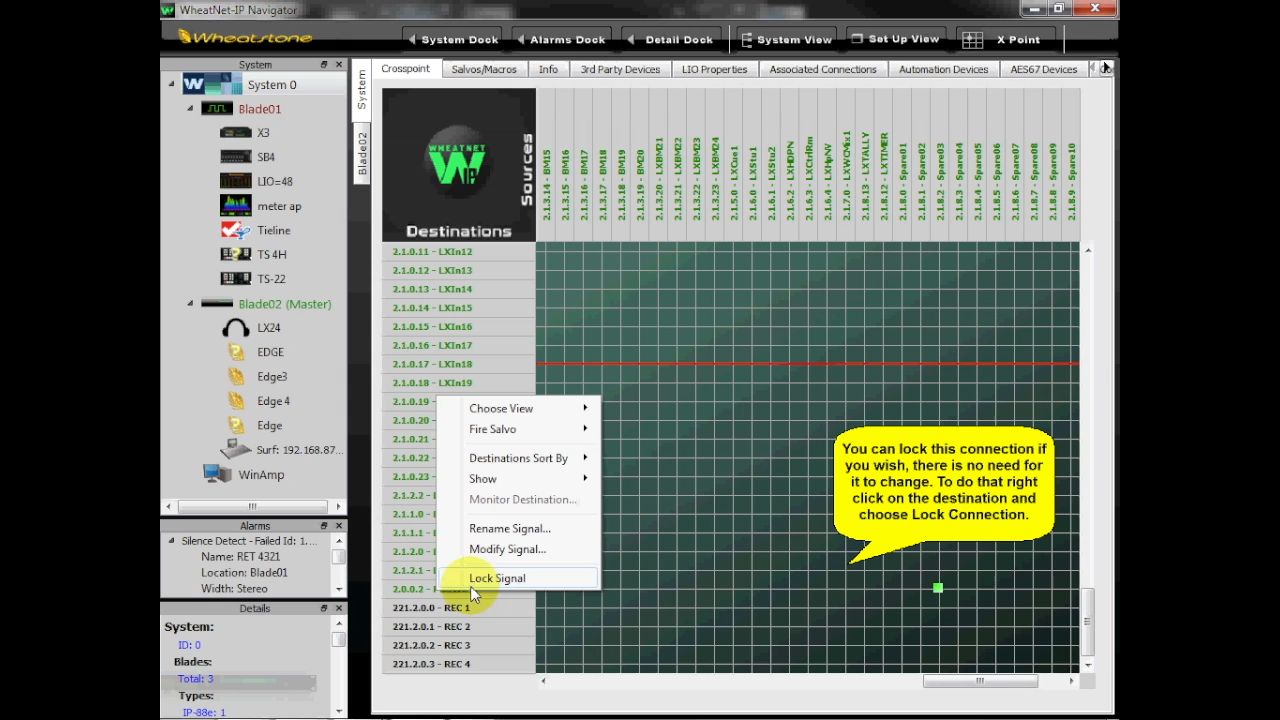 WheatNet-IP Navigator
Wheatstone
System Dock
Alarms Dock
Detail Dock
System View
Set Up View
X Point
System
System 0
Blade01
X3
SB4
LIO=48
meter ap
Tieline
TS 4H
TS-22
Blade02 (Master)
LX24
EDGE
Edge3
Edge 4
Edge
Surf: 192.168.87...
WinAmp
Alarms
Silence Detect - Failed Id: 1....
Name: RET 4321
Location: Blade01
Width: Stereo
Details
System:
ID: 0
Blades:
Total: 3
Types:
IP-88e: 1
System
Blade02
Crosspoint
Salvos/Macros
Info
3rd Party Devices
LIO Properties
Associated Connections
Automation Devices
AES67 Devices
WHEATNET
IP
Sources
Destinations
2.1.3.14 - BM15
2.1.3.15 - BM16
2.1.3.16 - BM17
2.1.3.17 - BM18
2.1.3.18 - BM19
2.1.3.19 - BM20
2.1.3.20 - LXBM21
2.1.3.21 - LXBM22
2.1.3.22 - LXBM23
2.1.3.23 - LXBM24
2.1.5.0 - LXCue1
2.1.6.0 - LXStu1
2.1.6.1 - LXStu2
2.1.6.2 - LXHDPN
2.1.6.3 - LXCtrlRm
2.1.6.4 - LXHpNV
2.1.8.13 - LXTALLY
2.1.8.12 - LXTIMER
2.1.8.0 - Spare01
2.1.8.1 - Spare02
2.1.8.2 - Spare03
2.1.8.3 - Spare04
2.1.8.4 - Spare05
2.1.8.5 - Spare06
2.1.8.6 - Spare07
2.1.8.7 - Spare08
2.1.8.8 - Spare09
2.1.8.9 - Spare10
2.1.0.11 - LXIn12
2.1.0.12 - LXIn13
2.1.0.13 - LXIn14
2.1.0.14 - LXIn15
2.1.0.15 - LXIn16
2.1.0.16 - LXIn17
2.1.0.17 - LXIn18
2.1.0.18 - LXIn19
2.1.0.19
2.1.0.20
2.1.0.21
2.1.0.22
2.1.0.23
2.1.2.2 -
2.1.1.0 -
2.1.1.1 -
2.1.2.0 -
2.1.2.1 -
2.0.0.2 -
221.2.0.0 - REC 1
221.2.0.1 - REC 2
221.2.0.2 - REC 3
221.2.0.3 - REC 4
Choose View
Fire Salvo
Destinations Sort By
Show
Monitor Destination...
Rename Signal...
Modify Signal...
Lock Signal
You can lock this connection if
you wish, there is no need for
it to change. To do that right
click on the destination and
choose Lock Connection.